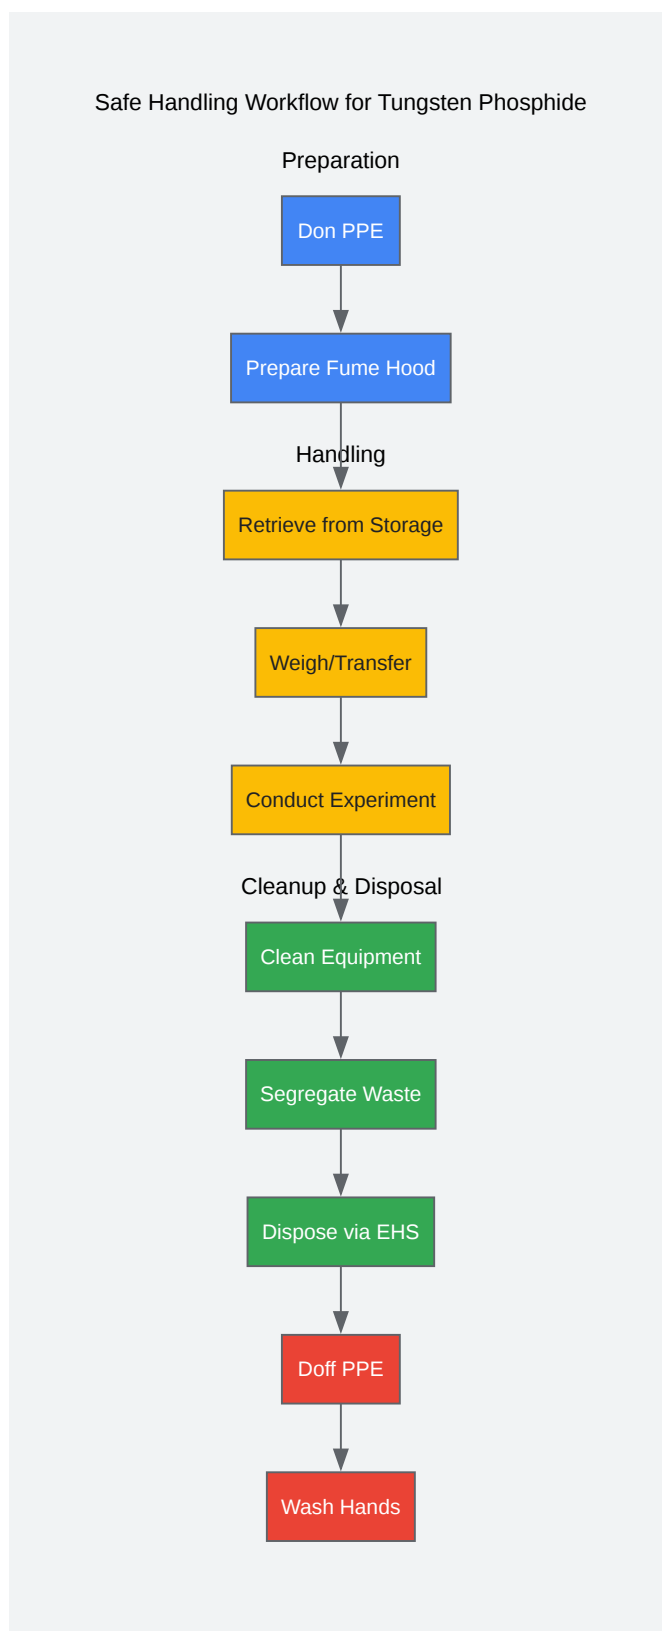 Safe Handling Workflow for Tungsten Phosphide
Preparation
Don PPE
Prepare Fume Hood
Handling
Retrieve from Storage
Weigh/Transfer
Conduct Experiment
Cleanup & Disposal
Clean Equipment
Segregate Waste
Dispose via EHS
Doff PPE
Wash Hands